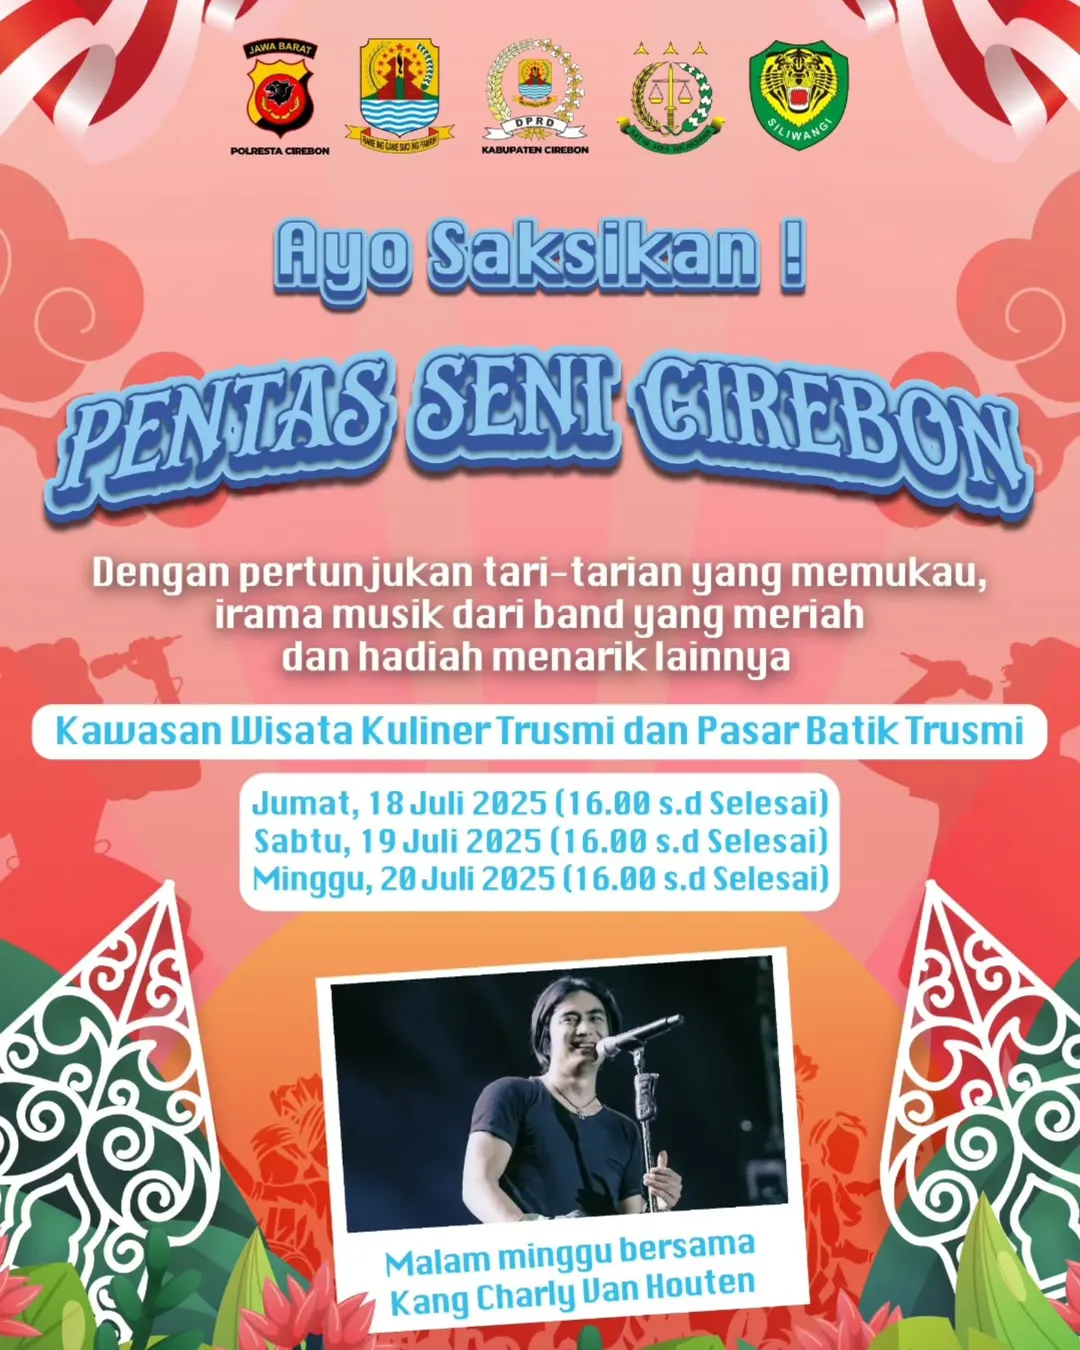 JAWA BARAT
POLRESTA CIREBON
DPRD
KABUPATEN CIREBON
SILIWANGI
Ayo Saksikan !
PENTAS SENI CIREBON
Dengan pertunjukan tari-tarian yang memukau,
irama musik dari band yang meriah
dan hadiah menarik lainnya
Kawasan Wisata Kuliner Trusmi dan Pasar Batik Trusmi
Jumat, 18 Juli 2025 (16.00 s.d Selesai)
Sabtu, 19 Juli 2025 (16.00 s.d Selesai)
Minggu, 20 Juli 2025 (16.00 s.d Selesai)
Malam minggu bersama
Kang Charly Van Houten